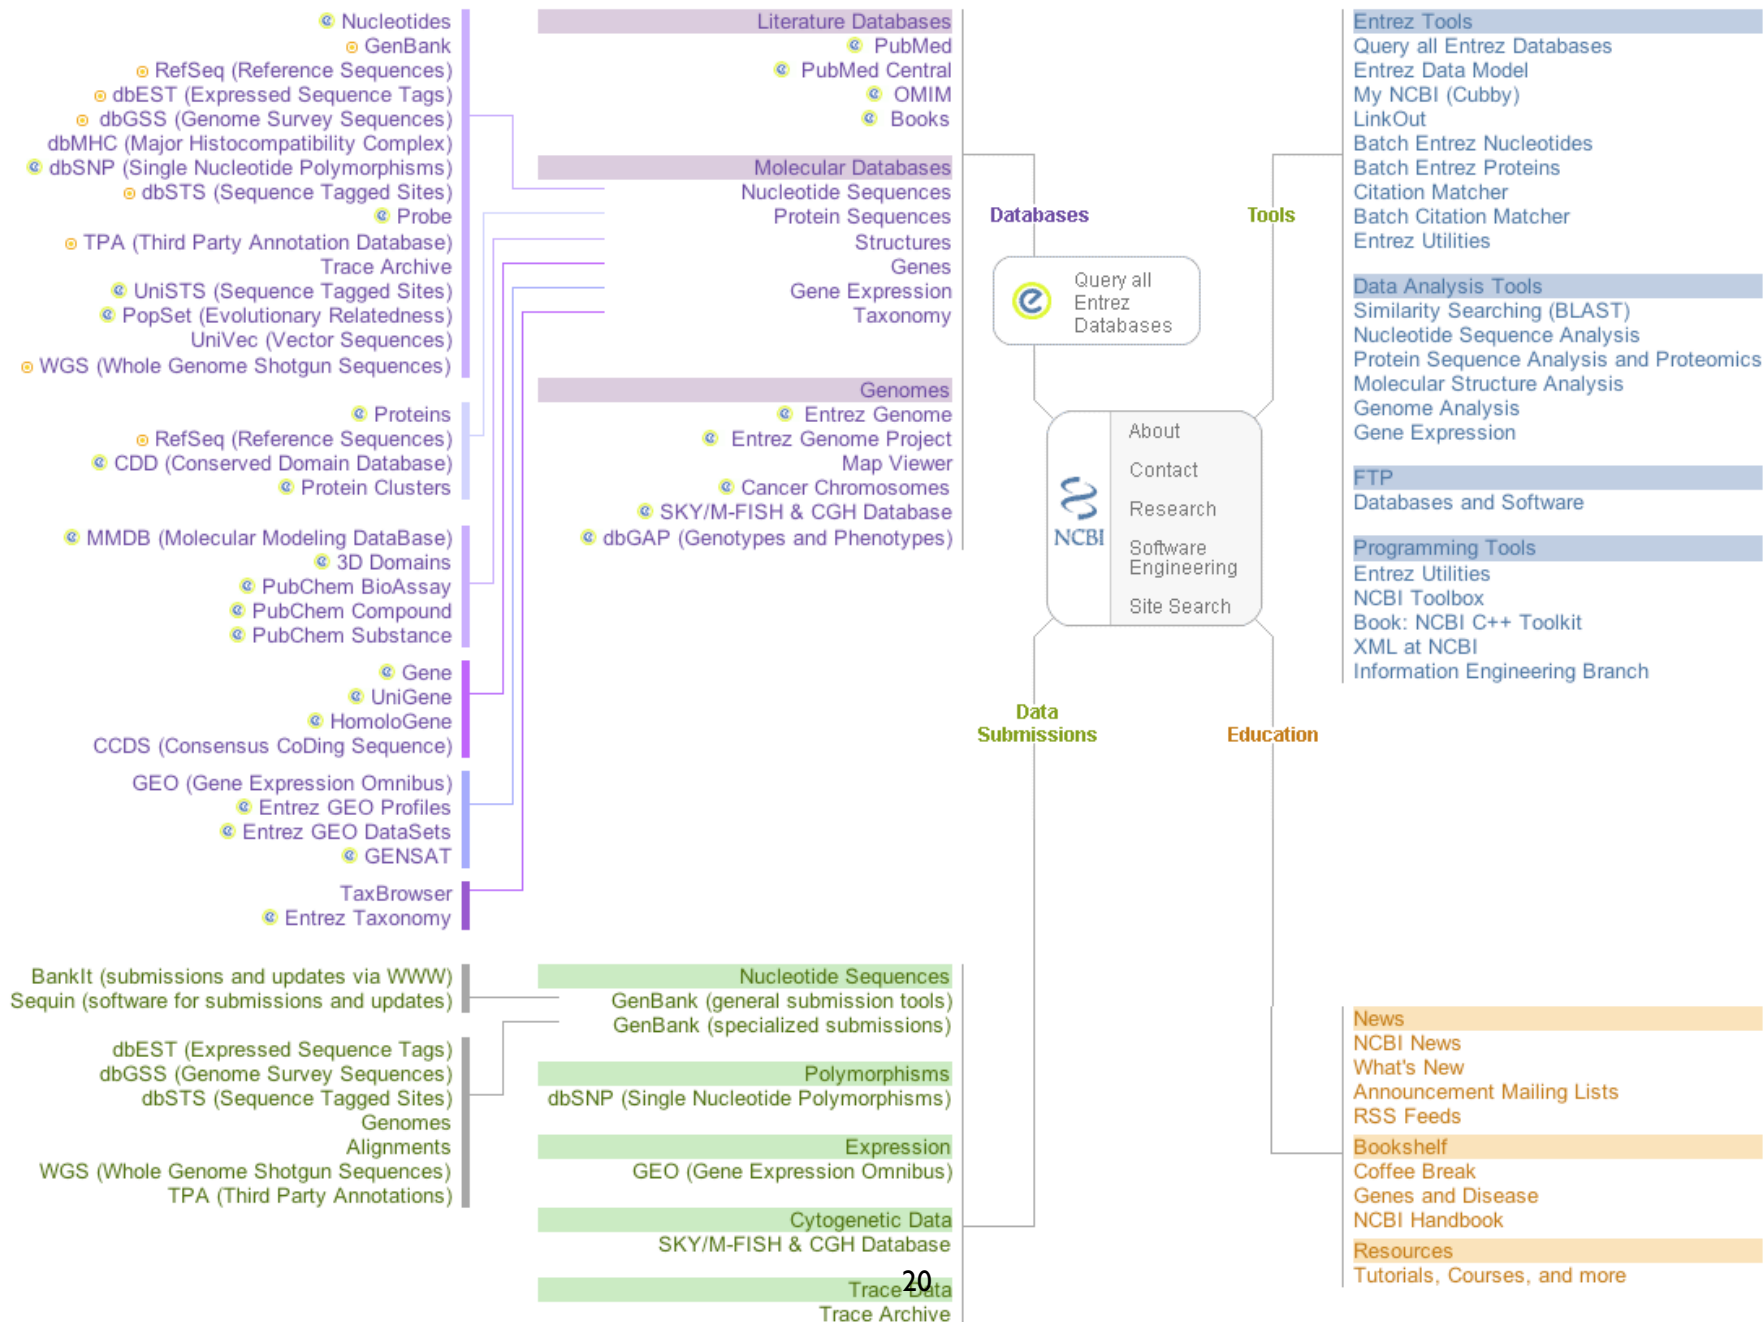 Nucleotides
GenBank
RefSeq (Reference Sequences)
dbEST (Expressed Sequence Tags)
dbGSS (Genome Survey Sequences)
dbMHC (Major Histocompatibility Complex)
dbSNP (Single Nucleotide Polymorphisms)
dbSTS (Sequence Tagged Sites)
Probe
TPA (Third Party Annotation Database)
Trace Archive
UniSTS (Sequence Tagged Sites)
PopSet (Evolutionary Relatedness)
UniVec (Vector Sequences)
WGS (Whole Genome Shotgun Sequences)
Proteins
RefSeq (Reference Sequences)
CDD (Conserved Domain Database)
Protein Clusters
MMDB (Molecular Modeling DataBase)
3D Domains
PubChem BioAssay
PubChem Compound
PubChem Substance
Gene
UniGene
HomoloGene
CCDS (Consensus CoDing Sequence)
GEO (Gene Expression Omnibus)
Entrez GEO Profiles
Entrez GEO DataSets
GENSAT
TaxBrowser
Entrez Taxonomy
BankIt (submissions and updates via WWW)
Sequin (software for submissions and updates)
dbEST (Expressed Sequence Tags)
dbGSS (Genome Survey Sequences)
dbSTS (Sequence Tagged Sites)
Genomes
Alignments
WGS (Whole Genome Shotgun Sequences)
TPA (Third Party Annotations)
Literature Databases
PubMed
PubMed Central
OMIM
Books
Molecular Databases
Nucleotide Sequences
Protein Sequences
Structures
Genes
Gene Expression
Taxonomy
Genomes
Entrez Genome
Entrez Genome Project
Map Viewer
Cancer Chromosomes
SKY/M-FISH & CGH Database
dbGAP (Genotypes and Phenotypes)
Nucleotide Sequences
GenBank (general submission tools)
GenBank (specialized submissions)
Polymorphisms
dbSNP (Single Nucleotide Polymorphisms)
Expression
GEO (Gene Expression Omnibus)
Cytogenetic Data
SKY/M-FISH & CGH Database
20
Trace Data
Trace Archive
Databases
Tools
e
Query all
Entrez
Databases
NCBI
About
Contact
Research
Software
Engineering
Site Search
Data
Submissions
Education
Entrez Tools
Query all Entrez Databases
Entrez Data Model
My NCBI (Cubby)
LinkOut
Batch Entrez Nucleotides
Batch Entrez Proteins
Citation Matcher
Batch Citation Matcher
Entrez Utilities
Data Analysis Tools
Similarity Searching (BLAST)
Nucleotide Sequence Analysis
Protein Sequence Analysis and Proteomics
Molecular Structure Analysis
Genome Analysis
Gene Expression
FTP
Databases and Software
Programming Tools
Entrez Utilities
NCBI Toolbox
Book: NCBI C++ Toolkit
XML at NCBI
Information Engineering Branch
News
NCBI News
What's New
Announcement Mailing Lists
RSS Feeds
Bookshelf
Coffee Break
Genes and Disease
NCBI Handbook
Resources
Tutorials, Courses, and more